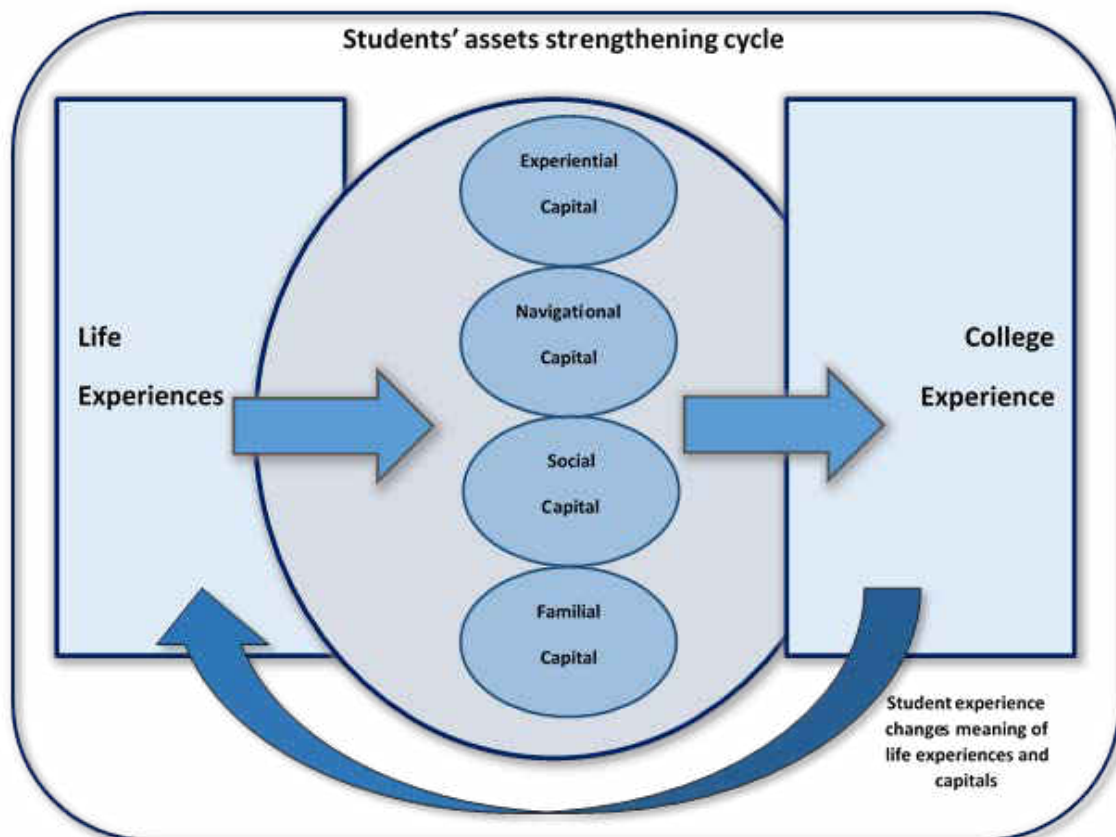 Students’ assets strengthening cycle
Life
Experiences
Experiential
Capital
Navigational
Capital
Social
Capital
Familial
Capital
College
Experience
Student experience
changes meaning of
life experiences and
capitals